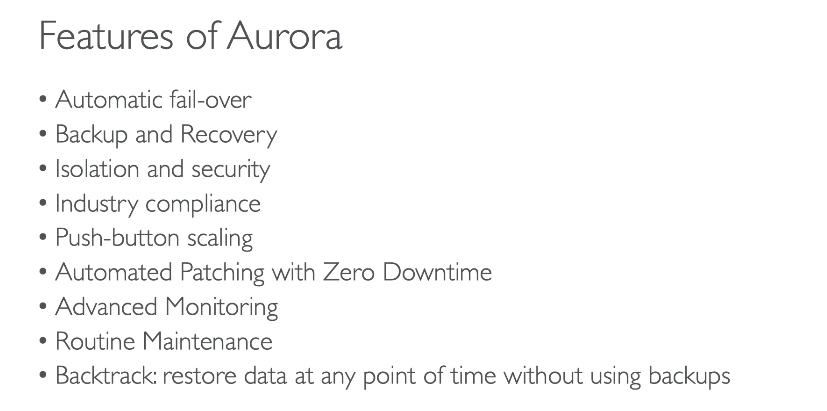 Features of Aurora
• Automatic fail-over
• Backup and Recovery
• Isolation and security
• Industry compliance
• Push-button scaling
• Automated Patching with Zero Downtime
• Advanced Monitoring
• Routine Maintenance
• Backtrack: restore data at any point of time without using backups